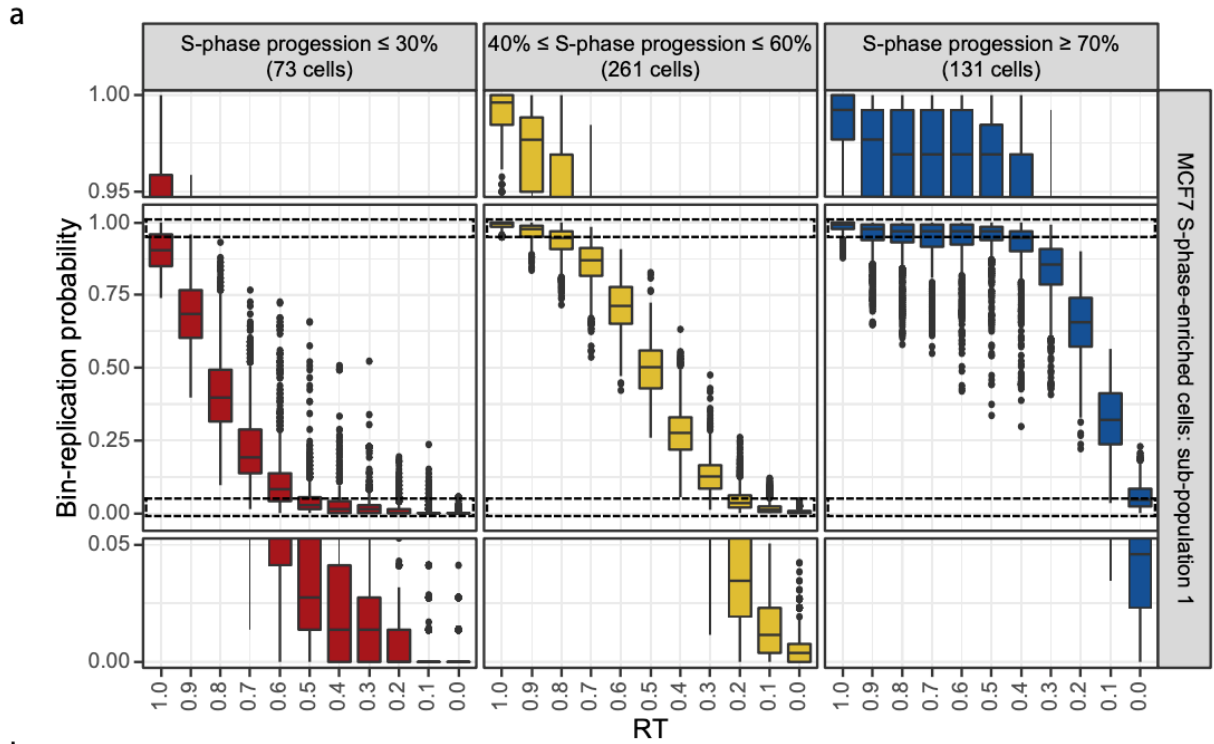 a
S-phase progession ≤ 30%
(73 cells)
40% ≤ S-phase progession ≤ 60%
(261 cells)
S-phase progession ≥ 70%
(131 cells)
1.00
0.95
1.00
0.75
0.50
0.25
0.00
0.05
0.00
Bin-replication probability
MCF7 S-phase-enriched cells: sub-population 1
1.0 0.9 0.8 0.7 0.6 0.5 0.4 0.3 0.2 0.1 0.0
1.0 0.9 0.8 0.7 0.6 0.5 0.4 0.3 0.2 0.1 0.0
1.0 0.9 0.8 0.7 0.6 0.5 0.4 0.3 0.2 0.1 0.0
RT